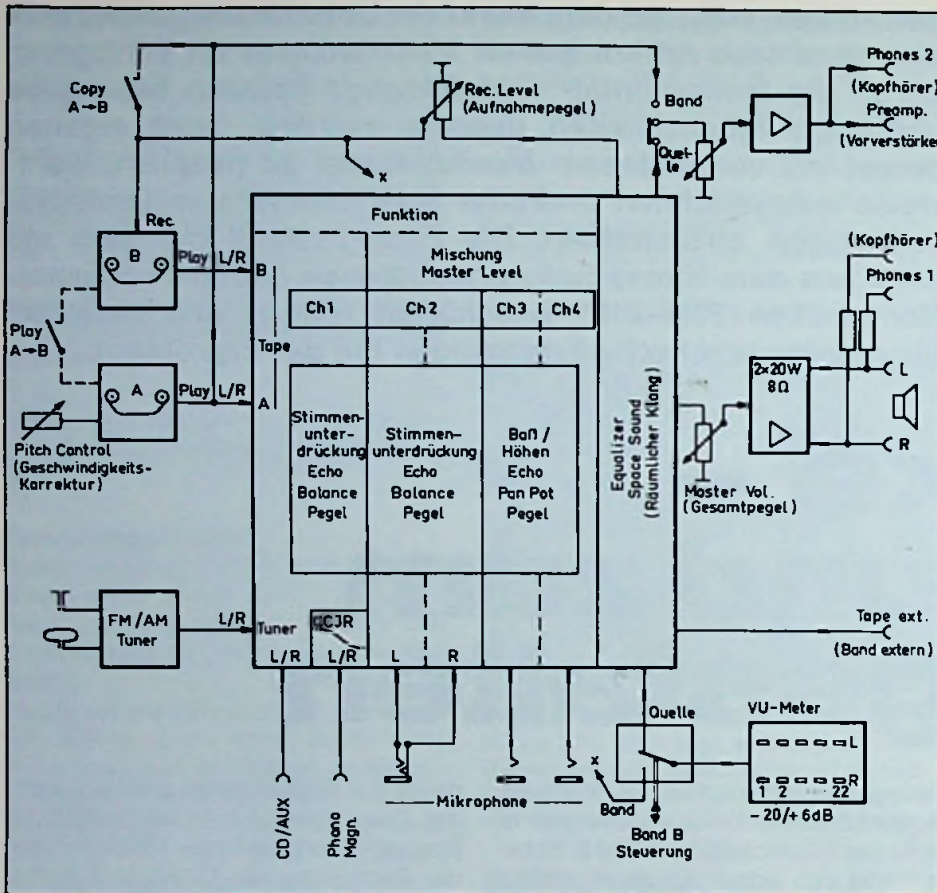 Copy
A→B
Rec. Level
(Aufnahmepegel)
x
Band
Quel-
le
Phones 2
(Kopfhörer)
Preamp.
(Vorverstärker
Rec.
B
Play
L/R
Play
A→B
A
Play
L/R
Pitch Control
(Geschwindigkeits-
Korrektur)
B
Tape
A
Funktion
Mischung
Master Level
Ch1
Ch2
Ch3
Ch4
Stimmen-
unter-
drückung
Echo
Balance
Pegel
Stimmen-
unterdrückung
Echo
Balance
Pegel
Baß /
Höhen
Echo
Pan Pot
Pegel
Equalizer
Space Sound
(Räumlicher Klang)
(Kopfhörer)
Phones 1
2×20W
8Ω
L
R
Master Vol.
(Gesamtpegel)
FM/AM
Tuner
L/R
Tuner
L/R
L/R
L
R
Tape ext.
(Band extern)
CD/AUX
Phono
Magn.
Mikrophone
Quelle
x
Band
Band B
Steuerung
VU-Meter
L
R
1 2 22
-20/+6dB